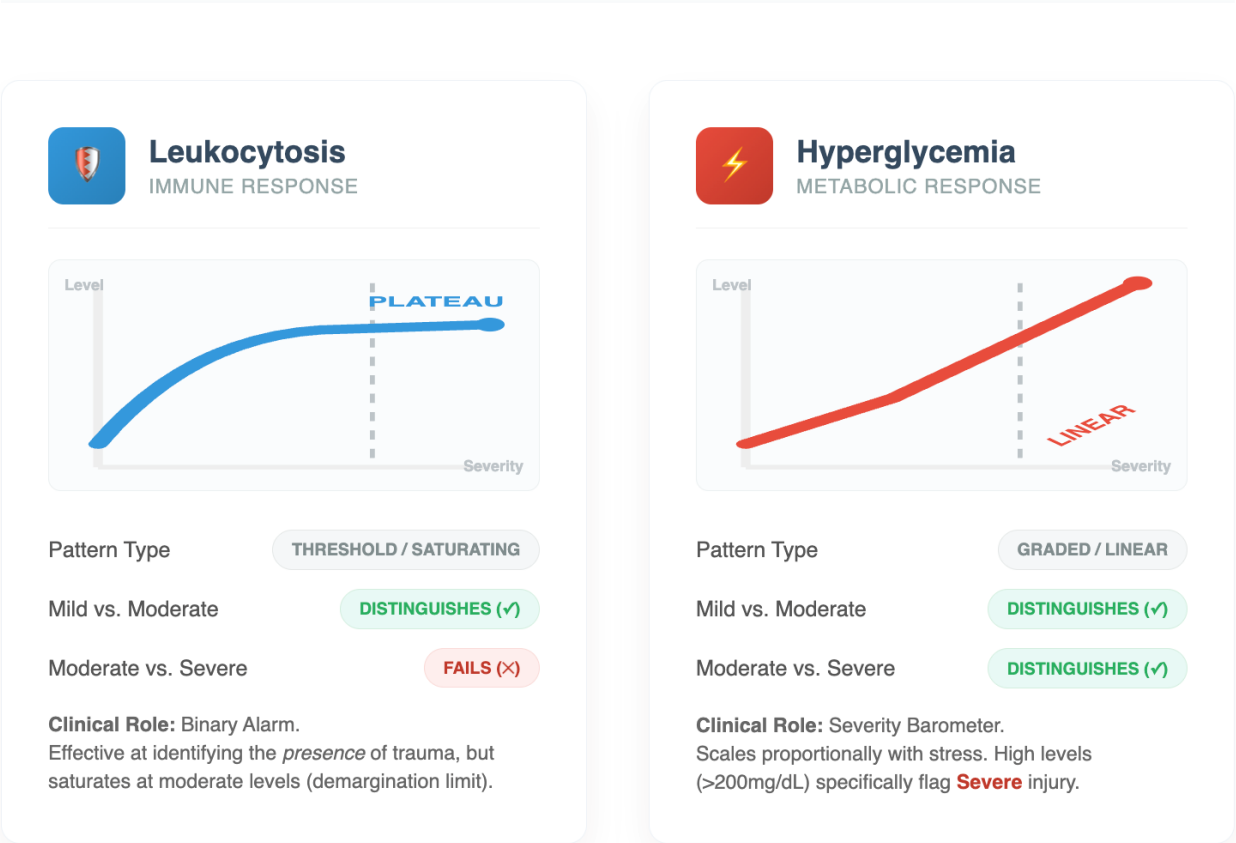 Leukocytosis
IMMUNE RESPONSE
Level
PLATEAU
Severity
Pattern Type
THRESHOLD / SATURATING
Mild vs. Moderate
DISTINGUISHES (✓)
Moderate vs. Severe
FAILS (✕)
Clinical Role: Binary Alarm.
Effective at identifying the presence of trauma, but
saturates at moderate levels (demargination limit).
Hyperglycemia
METABOLIC RESPONSE
Level
LINEAR
Severity
Pattern Type
GRADED / LINEAR
Mild vs. Moderate
DISTINGUISHES (✓)
Moderate vs. Severe
DISTINGUISHES (✓)
Clinical Role: Severity Barometer.
Scales proportionally with stress. High levels
(>200mg/dL) specifically flag Severe injury.